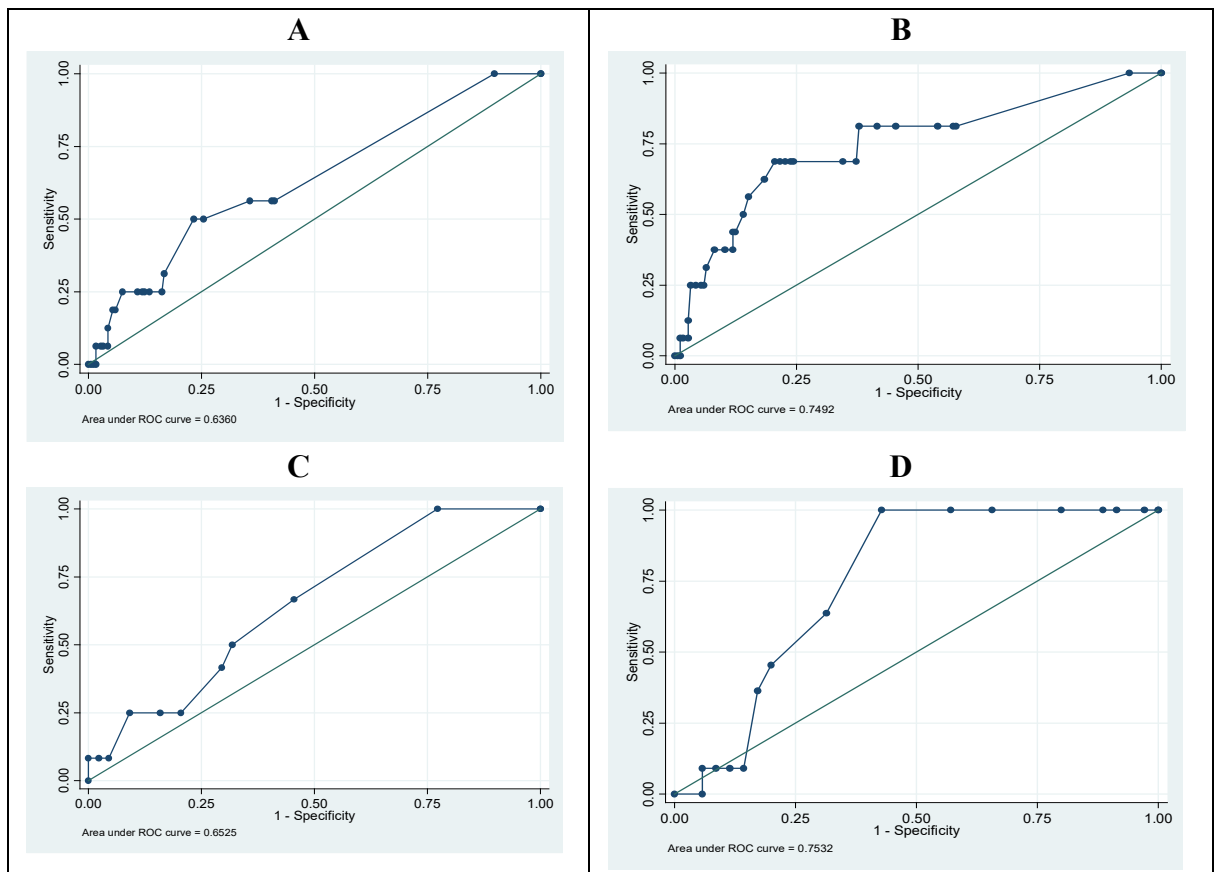 A
Sensitivity
1.00
0.75
0.50
0.25
0.00
0.00 0.25 0.50 0.75 1.00
1 - Specificity
Area under ROC curve = 0.6360
B
Sensitivity
1.00
0.75
0.50
0.25
0.00
0.00 0.25 0.50 0.75 1.00
1 - Specificity
Area under ROC curve = 0.7492
C
Sensitivity
1.00
0.75
0.50
0.25
0.00
0.00 0.25 0.50 0.75 1.00
1 - Specificity
Area under ROC curve = 0.6525
D
Sensitivity
1.00
0.75
0.50
0.25
0.00
0.00 0.25 0.50 0.75 1.00
1 - Specificity
Area under ROC curve = 0.7532